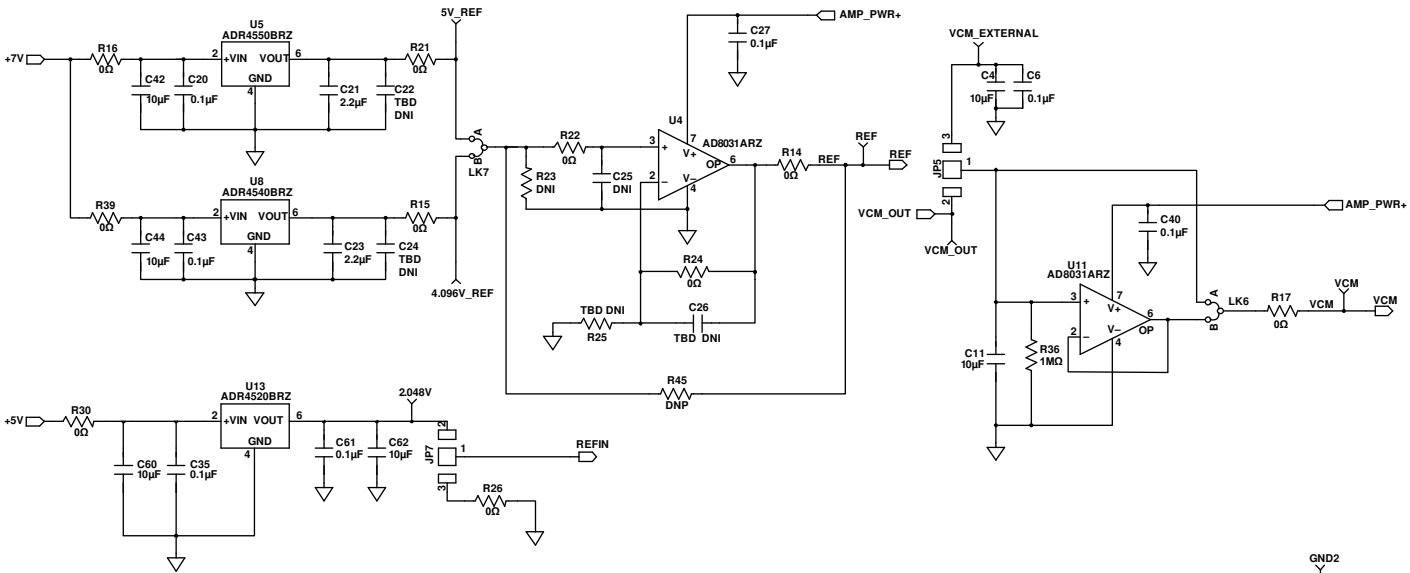 +7V
R16
0Ω
C42
10µF
C20
0.1µF
U5
ADR4550BRZ
2
+VIN
VOUT
6
GND
4
C21
2.2µF
C22
TBD
DNI
R21
0Ω
5V_REF
R39
0Ω
C44
10µF
C43
0.1µF
U8
ADR4540BRZ
2
+VIN
VOUT
6
GND
4
C23
2.2µF
C24
TBD
DNI
R15
0Ω
4.096V_REF
A
B
LK7
R22
0Ω
R23
DNI
C25
DNI
U4
AD8031ARZ
3
+
2
–
7
V+
OP
6
V–
4
C27
0.1µF
AMP_PWR+
R14
0Ω
REF
REF
REF
R24
0Ω
TBD DNI
R25
C26
TBD DNI
R45
DNP
+5V
R30
0Ω
C60
10µF
C35
0.1µF
U13
ADR4520BRZ
2
+VIN
VOUT
6
GND
4
C61
0.1µF
C62
10µF
2.048V
2
JP7
1
3
REFIN
R26
0Ω
VCM_EXTERNAL
C4
10µF
C6
0.1µF
3
JP5
1
2
VCM_OUT
VCM_OUT
C11
10µF
R36
1MΩ
U11
AD8031ARZ
3
+
2
–
7
V+
6
OP
V–
4
C40
0.1µF
AMP_PWR+
A
B
LK6
R17
0Ω
VCM
VCM
VCM
GND2